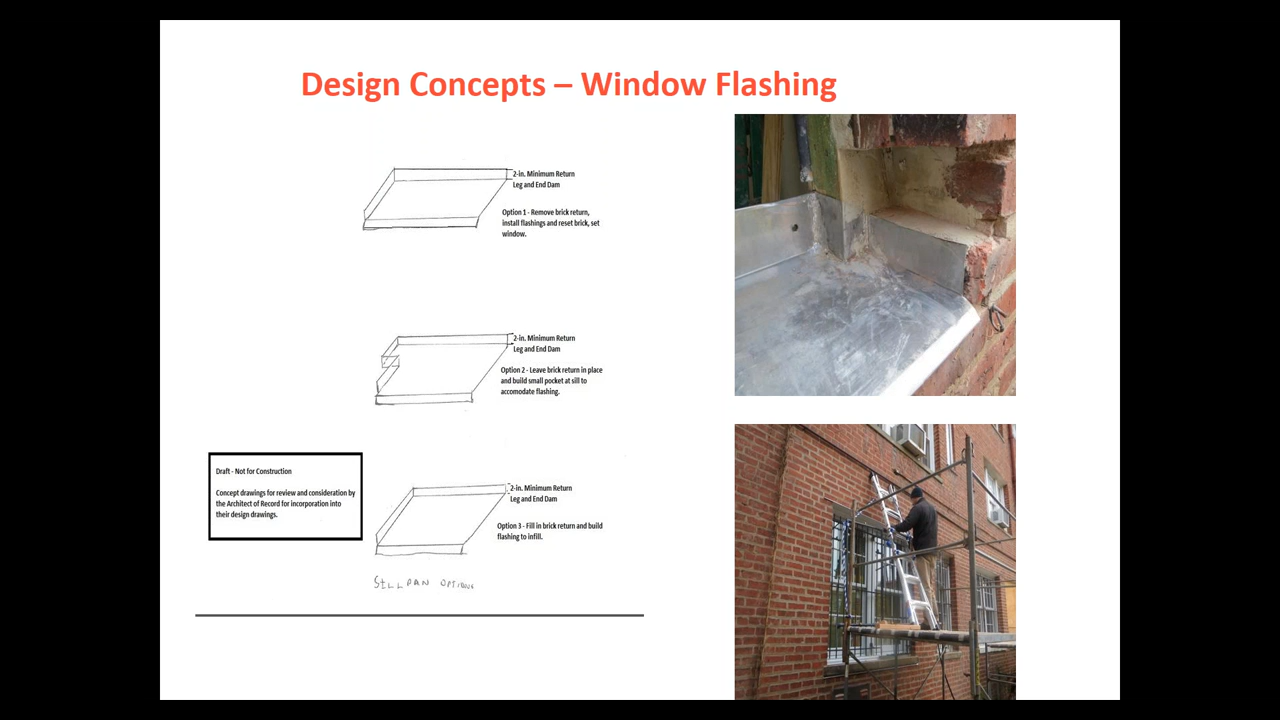 Design Concepts – Window Flashing
2-in. Minimum Return
Leg and End Dam
Option 1 - Remove brick return,
install flashings and reset brick, set
window.
2-in. Minimum Return
Leg and End Dam
Option 2 - Leave brick return in place
and build small pocket at sill to
accomodate flashing.
Draft - Not for Construction
Concept drawings for review and consideration by
the Architect of Record for incorporation into
their design drawings.
2-in. Minimum Return
Leg and End Dam
Option 3 - Fill in brick return and build
flashing to infill.
SILL PAN OPTIONS